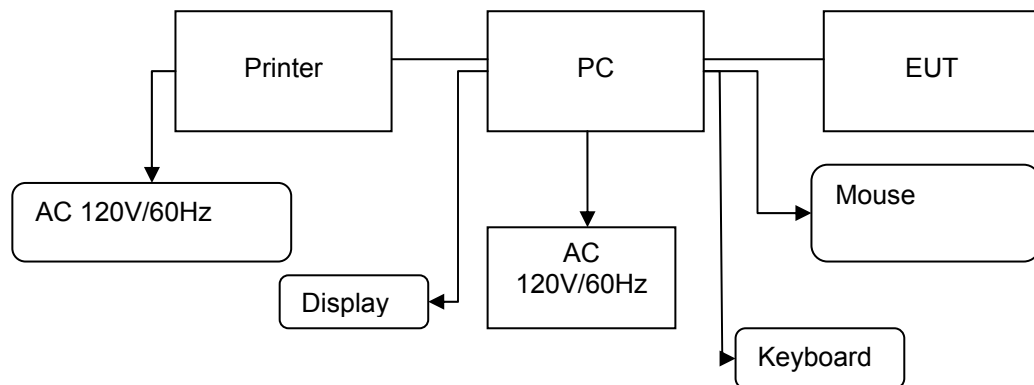 Printer
PC
EUT
AC 120V/60Hz
Mouse
AC
120V/60Hz
Display
Keyboard